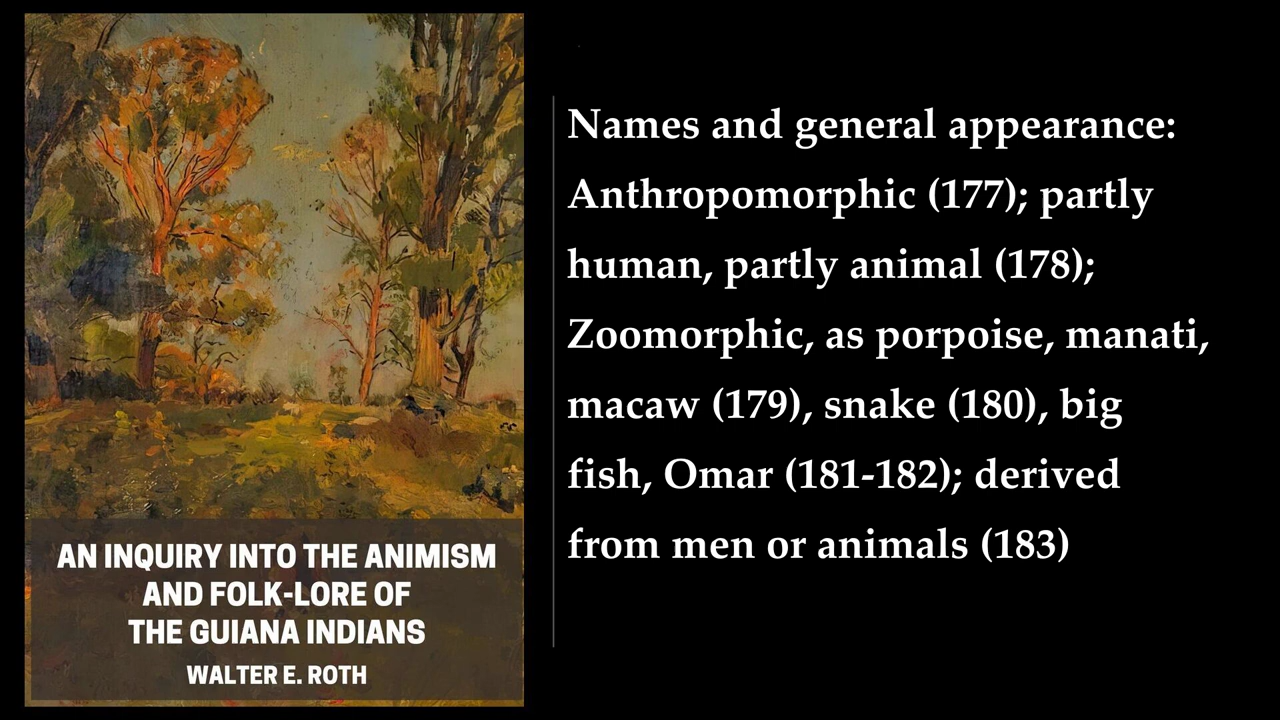 AN INQUIRY INTO THE ANIMISM
AND FOLK-LORE OF
THE GUIANA INDIANS
WALTER E. ROTH
Names and general appearance:
Anthropomorphic (177); partly
human, partly animal (178);
Zoomorphic, as porpoise, manati,
macaw (179), snake (180), big
fish, Omar (181-182); derived
from men or animals (183)